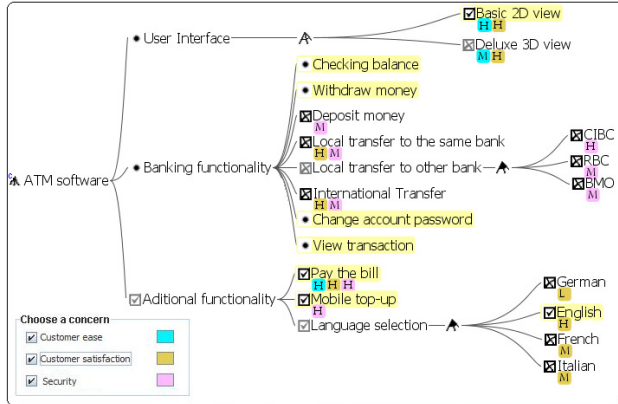 Basic 2D view
H H
User Interface
Deluxe 3D view
M H
Checking balance
Withdraw money
Deposit money
M
CIBC
H
Local transfer to the same bank
H M
RBC
M
Banking functionality
Local transfer to other bank
BMO
M
C
ATM software
International Transfer
H M
Change account password
View transaction
Pay the bill
H H H
German
L
Aditional functionality
Mobile top-up
H
English
H
Language selection
French
M
Italian
M
Choose a concern
Customer ease
Customer satisfaction
Security